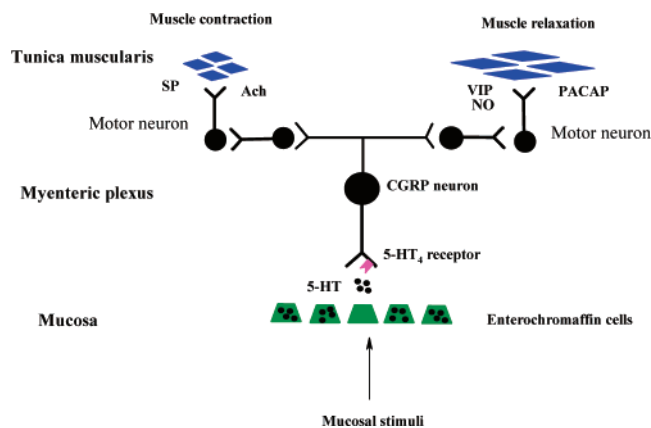 Muscle contraction
Muscle relaxation
Tunica muscularis
SP
Ach
VIP
PACAP
NO
Motor neuron
Motor neuron
Myenteric plexus
CGRP neuron
5-HT₄ receptor
5-HT
Mucosa
Enterochromaffin cells
Mucosal stimuli